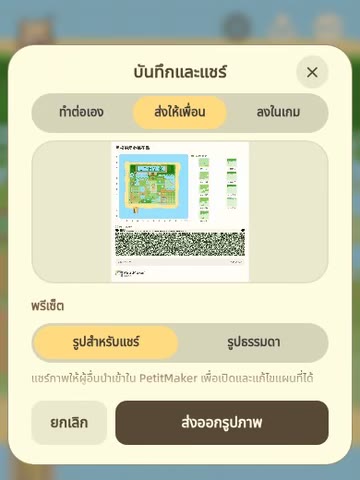 บันทึกและแชร์
ทำต่อเอง
ส่งให้เพื่อน
ลงในเกม
พรีเซ็ต
รูปสำหรับแชร์
รูปธรรมดา
แชร์ภาพให้ผู้อื่นนำเข้าใน PetitMaker เพื่อเปิดและแก้ไขแผนที่ได้
ยกเลิก
ส่งออกรูปภาพ